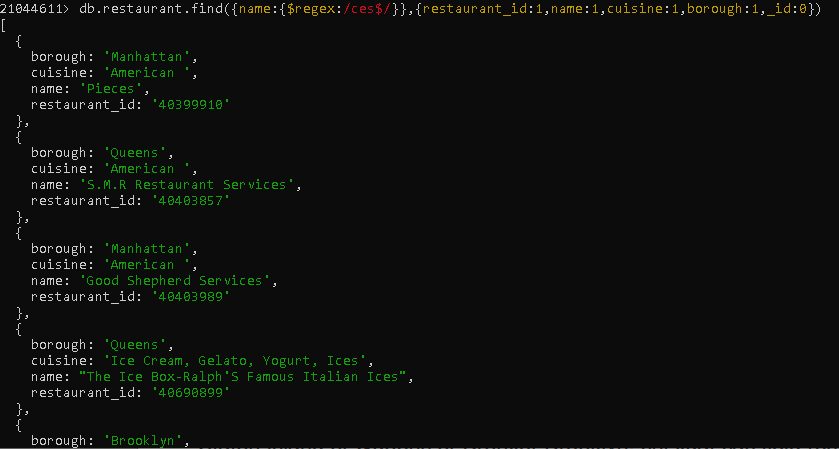 21044611> db.restaurant.find({name:{$regex:/ces$/}},{restaurant_id:1,name:1,cuisine:1,borough:1,_id:0})
[
  {
    borough: 'Manhattan',
    cuisine: 'American ',
    name: 'Pieces',
    restaurant_id: '40399910'
  },
  {
    borough: 'Queens',
    cuisine: 'American ',
    name: 'S.M.R Restaurant Services',
    restaurant_id: '40403857'
  },
  {
    borough: 'Manhattan',
    cuisine: 'American ',
    name: 'Good Shepherd Services',
    restaurant_id: '40403989'
  },
  {
    borough: 'Queens',
    cuisine: 'Ice Cream, Gelato, Yogurt, Ices',
    name: "The Ice Box-Ralph'S Famous Italian Ices",
    restaurant_id: '40690899'
  },
  {
    borough: 'Brooklyn',